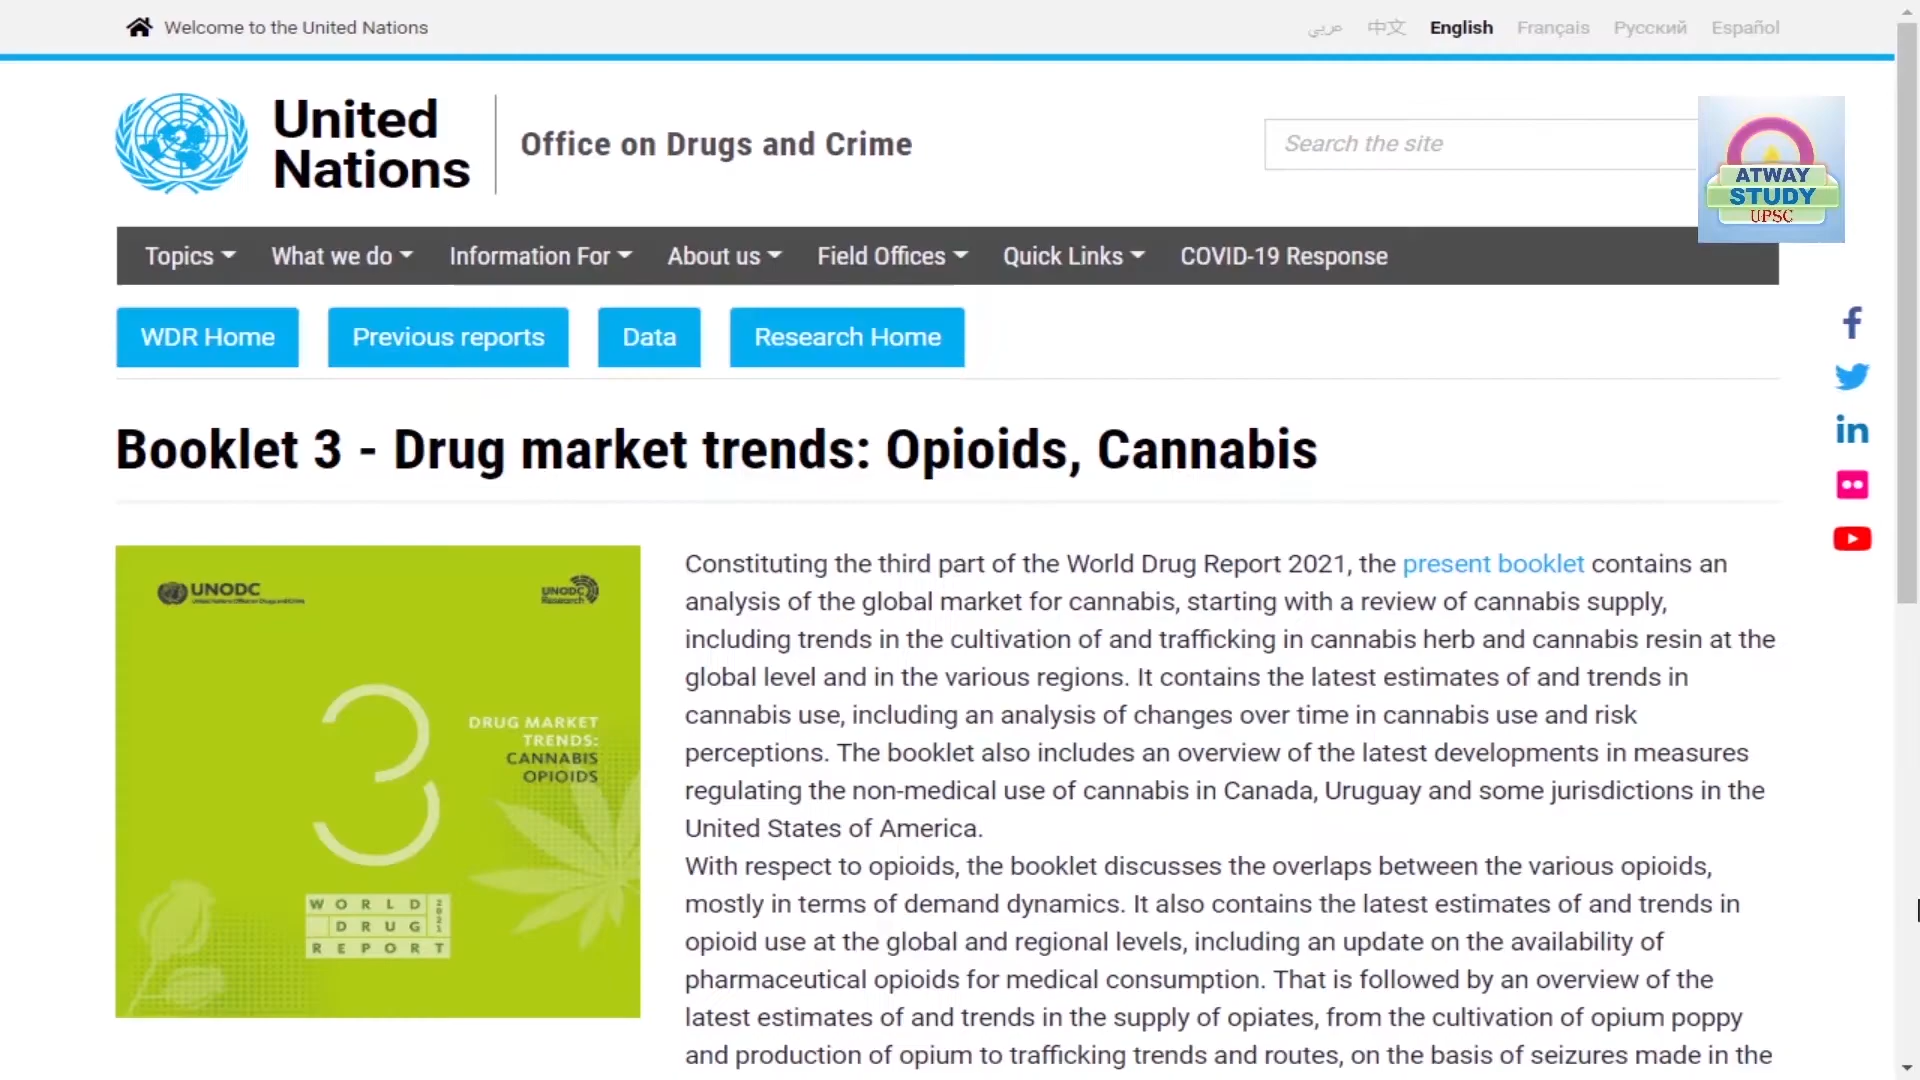 Welcome to the United Nations
عربي 中文 English Français Русский Español
United
Nations
Office on Drugs and Crime
Search the site
ATWAY
STUDY
UPSC
Topics What we do Information For About us Field Offices Quick Links COVID-19 Response
WDR Home Previous reports Data Research Home
Booklet 3 - Drug market trends: Opioids, Cannabis
UNODC
United Nations Office on Drugs and Crime
UNODC
Research
3
DRUG MARKET
TRENDS:
CANNABIS
OPIOIDS
WORLD
DRUG
REPORT
2021
Constituting the third part of the World Drug Report 2021, the present booklet contains an
analysis of the global market for cannabis, starting with a review of cannabis supply,
including trends in the cultivation of and trafficking in cannabis herb and cannabis resin at the
global level and in the various regions. It contains the latest estimates of and trends in
cannabis use, including an analysis of changes over time in cannabis use and risk
perceptions. The booklet also includes an overview of the latest developments in measures
regulating the non-medical use of cannabis in Canada, Uruguay and some jurisdictions in the
United States of America.
With respect to opioids, the booklet discusses the overlaps between the various opioids,
mostly in terms of demand dynamics. It also contains the latest estimates of and trends in
opioid use at the global and regional levels, including an update on the availability of
pharmaceutical opioids for medical consumption. That is followed by an overview of the
latest estimates of and trends in the supply of opiates, from the cultivation of opium poppy
and production of opium to trafficking trends and routes, on the basis of seizures made in the
f
in